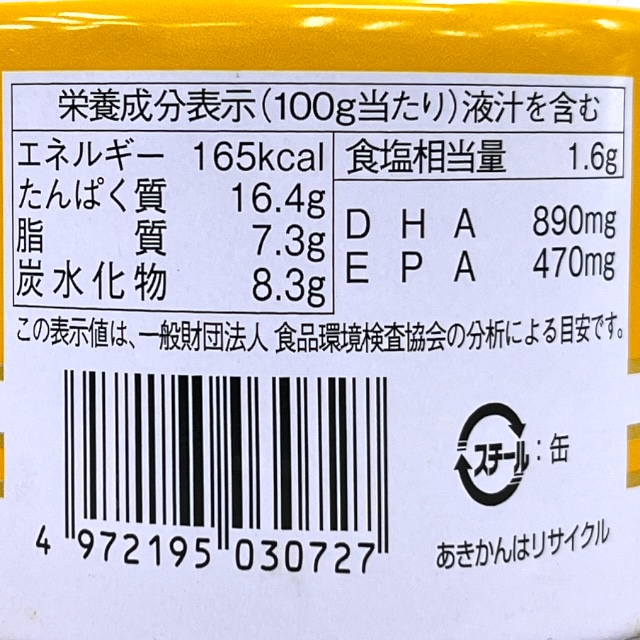 栄養成分表示(100g当たり)液汁を含む
エネルギー 165kcal
たんぱく質 16.4g
脂質 7.3g
炭水化物 8.3g
食塩相当量 1.6g
DHA 890mg
EPA 470mg
この表示値は、一般財団法人 食品環境検査協会の分析による目安です。
スチール:缶
あきかんはリサイクル
4 972195 030727